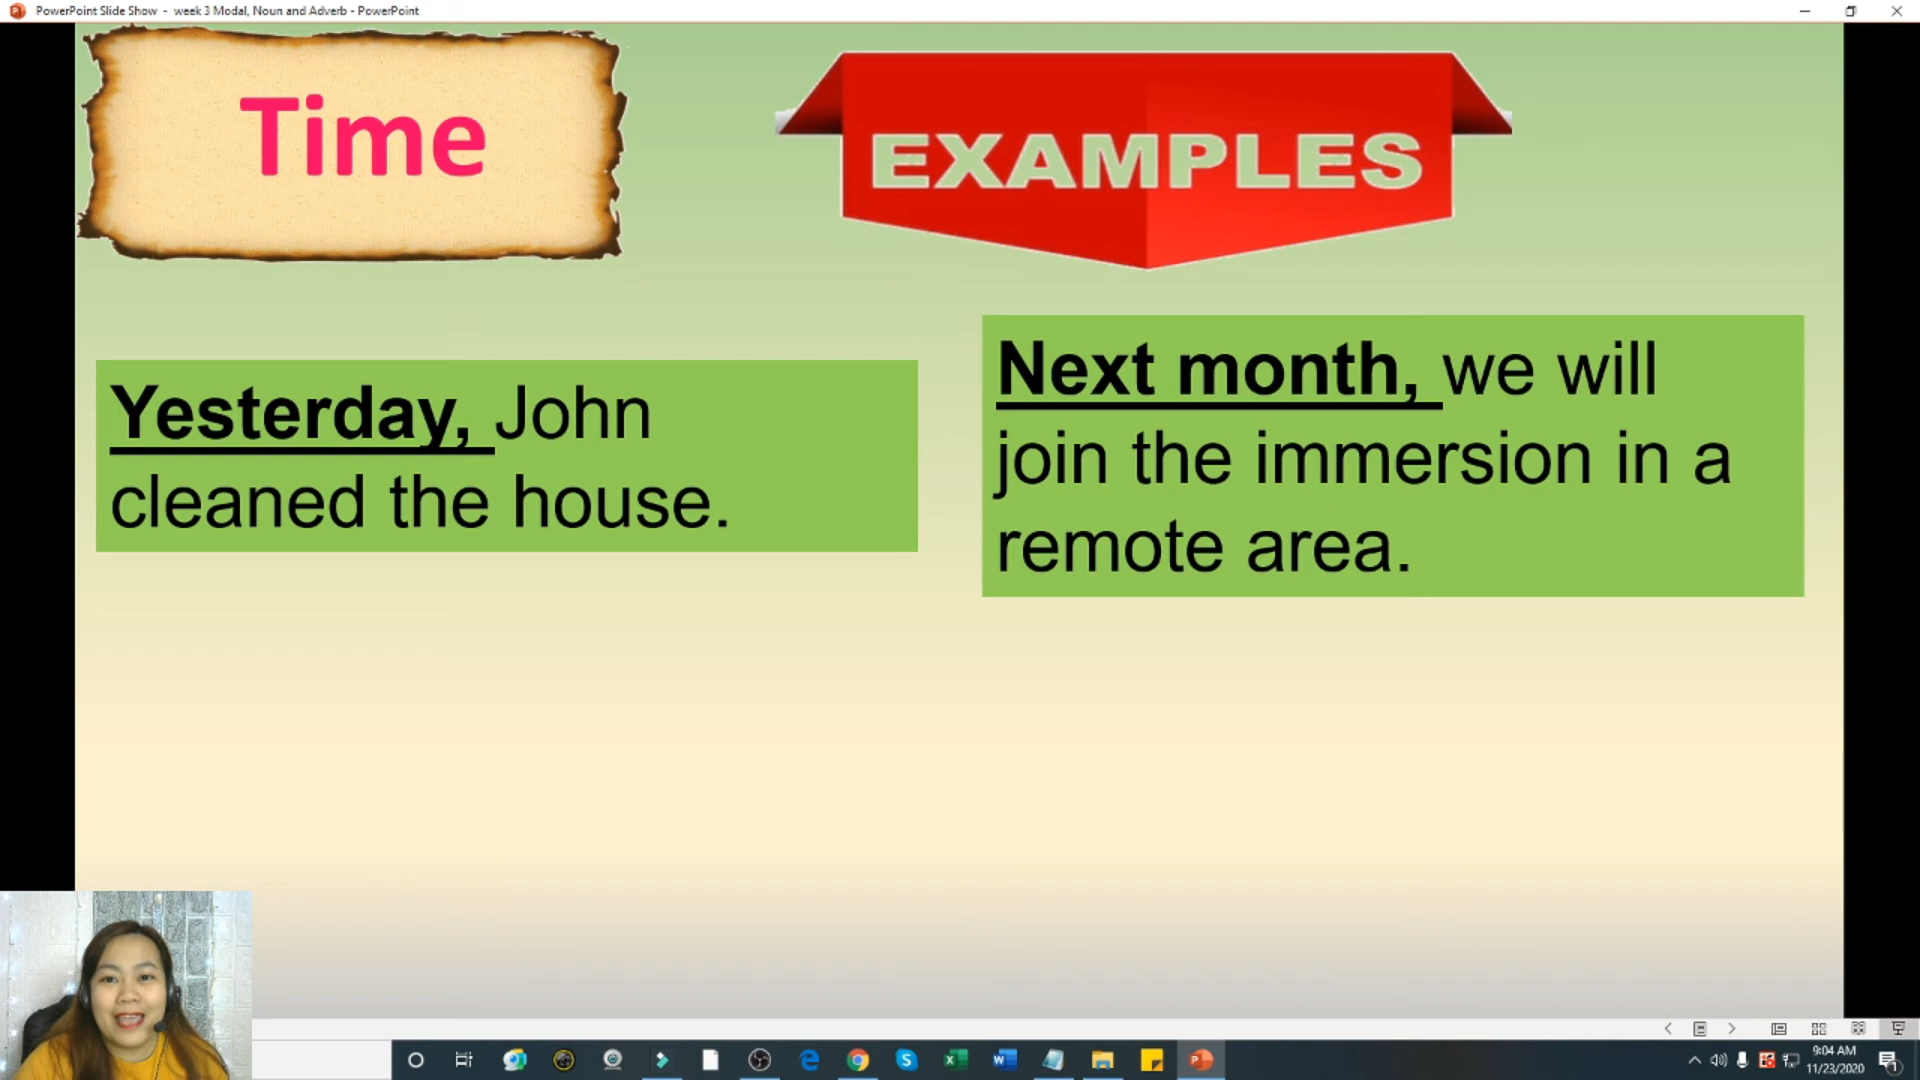 PowerPoint Slide Show - week 3 Modal, Noun and Adverb - PowerPoint
Time
EXAMPLES
Yesterday, John
cleaned the house.
Next month, we will
join the immersion in a
remote area.
9:04 AM
11/23/2020